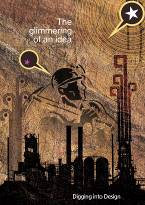 The
glimmering
of an idea
Digging into Design